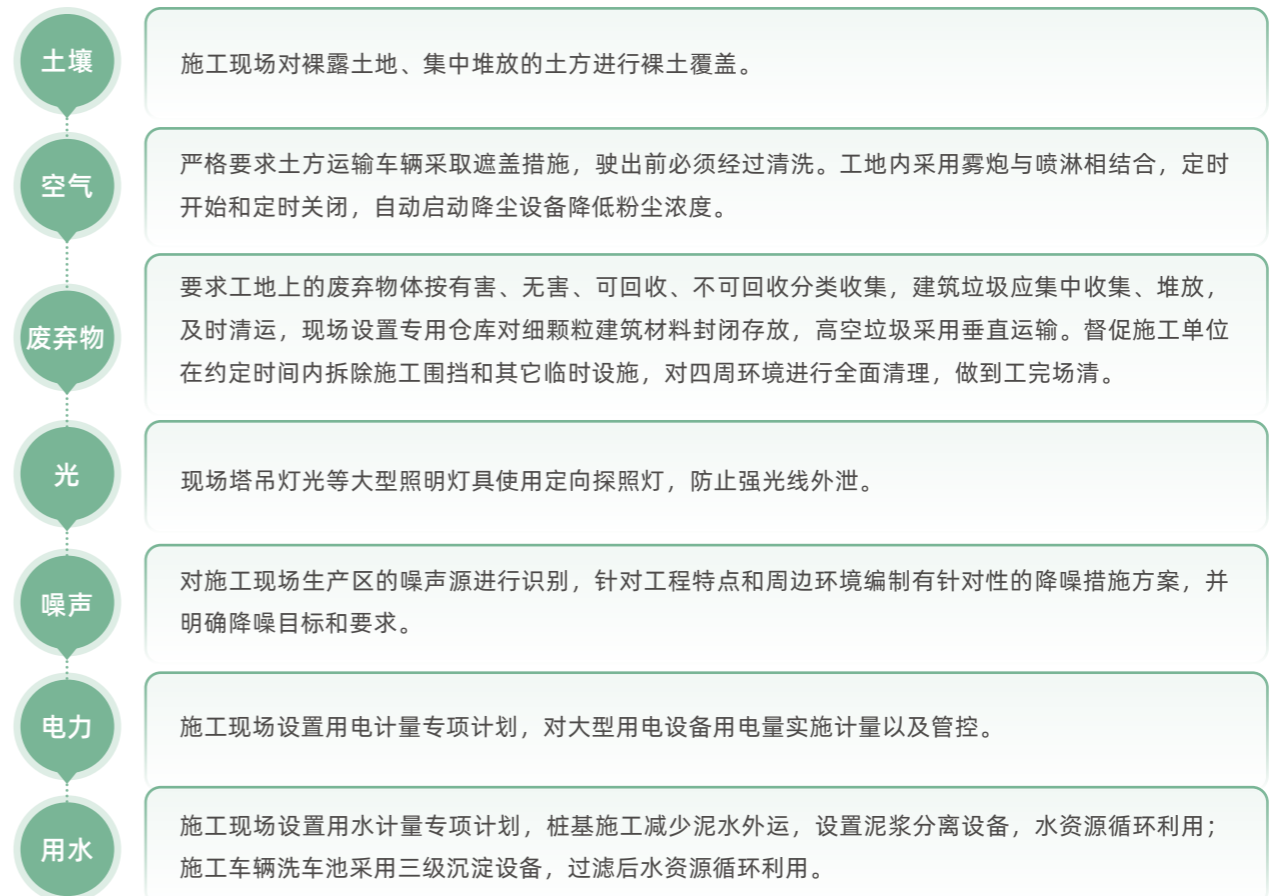 土壤
施工现场对裸露土地、集中堆放的土方进行裸土覆盖。
空气
严格要求土方运输车辆采取遮盖措施，驶出前必须经过清洗。工地内采用雾炮与喷淋相结合，定时
开始和定时关闭，自动启动降尘设备降低粉尘浓度。
废弃物
要求工地上的废弃物体按有害、无害、可回收、不可回收分类收集，建筑垃圾应集中收集、堆放，
及时清运，现场设置专用仓库对细颗粒建筑材料封闭存放，高空垃圾采用垂直运输。督促施工单位
在约定时间内拆除施工围挡和其它临时设施，对四周环境进行全面清理，做到工完场清。
光
现场塔吊灯光等大型照明灯具使用定向探照灯，防止强光线外泄。
噪声
对施工现场生产区的噪声源进行识别，针对工程特点和周边环境编制有针对性的降噪措施方案，并
明确降噪目标和要求。
电力
施工现场设置用电计量专项计划，对大型用电设备用电量实施计量以及管控。
用水
施工现场设置用水计量专项计划，桩基施工减少泥水外运，设置泥浆分离设备，水资源循环利用；
施工车辆洗车池采用三级沉淀设备，过滤后水资源循环利用。